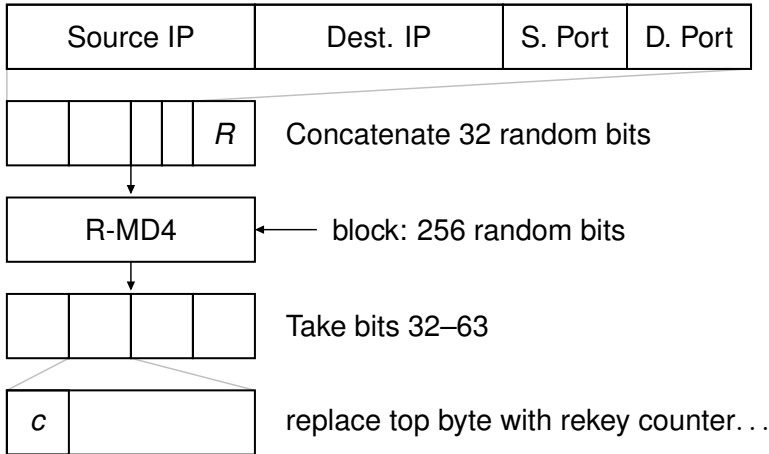 Source IP Dest. IP S. Port D. Port
R Concatenate 32 random bits
R-MD4 block: 256 random bits
Take bits 32–63
c replace top byte with rekey counter...